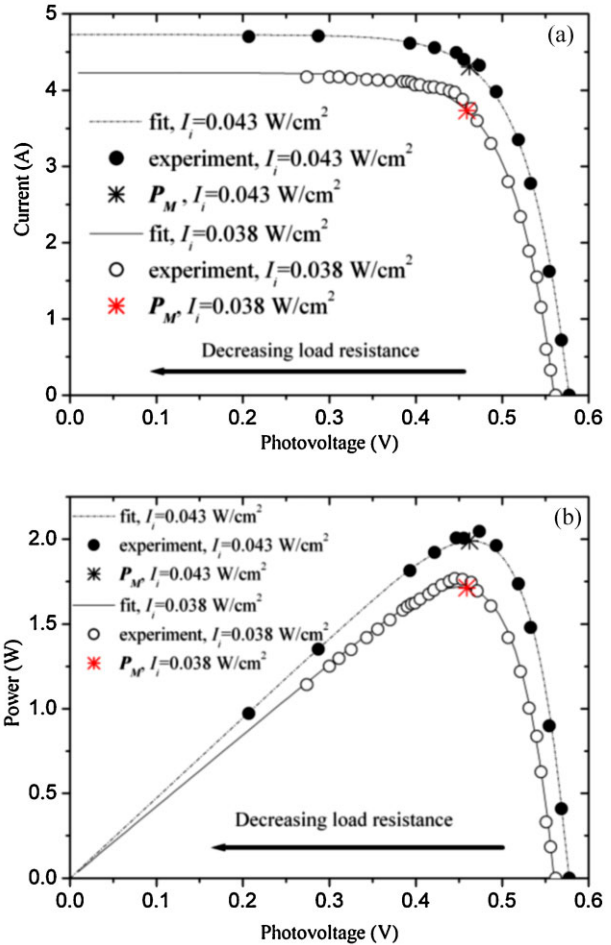 (a)
5
4
3
2
1
0
Current (A)
fit, Iᵢ=0.043 W/cm²
experiment, Iᵢ=0.043 W/cm²
P_M , Iᵢ=0.043 W/cm²
fit, Iᵢ=0.038 W/cm²
experiment, Iᵢ=0.038 W/cm²
P_M, Iᵢ=0.038 W/cm²
Decreasing load resistance
0.0 0.1 0.2 0.3 0.4 0.5 0.6
Photovoltage (V)
(b)
2.0
1.5
1.0
0.5
0.0
Power (W)
fit, Iᵢ=0.043 W/cm²
experiment, Iᵢ=0.043 W/cm²
P_M, Iᵢ=0.043 W/cm²
fit, Iᵢ=0.038 W/cm²
experiment, Iᵢ=0.038 W/cm²
P_M, Iᵢ=0.038 W/cm²
Decreasing load resistance
0.0 0.1 0.2 0.3 0.4 0.5 0.6
Photovoltage (V)